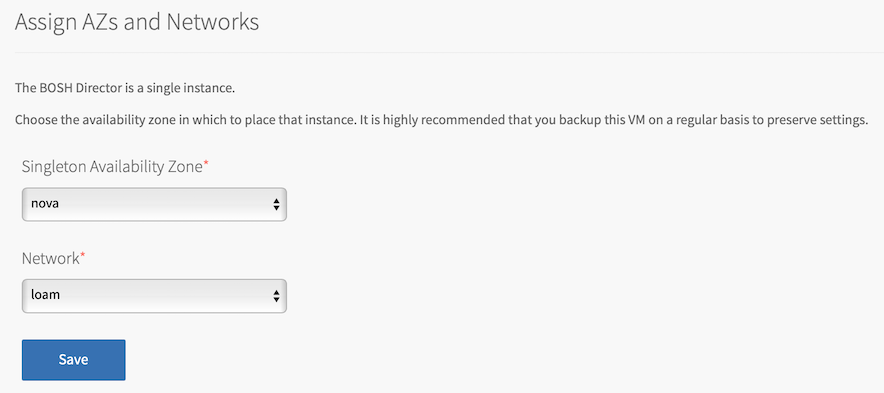 Assign AZs and Networks
The BOSH Director is a single instance.
Choose the availability zone in which to place that instance. It is highly recommended that you backup this VM on a regular basis to preserve settings.
Singleton Availability Zone*
nova
Network*
loam
Save